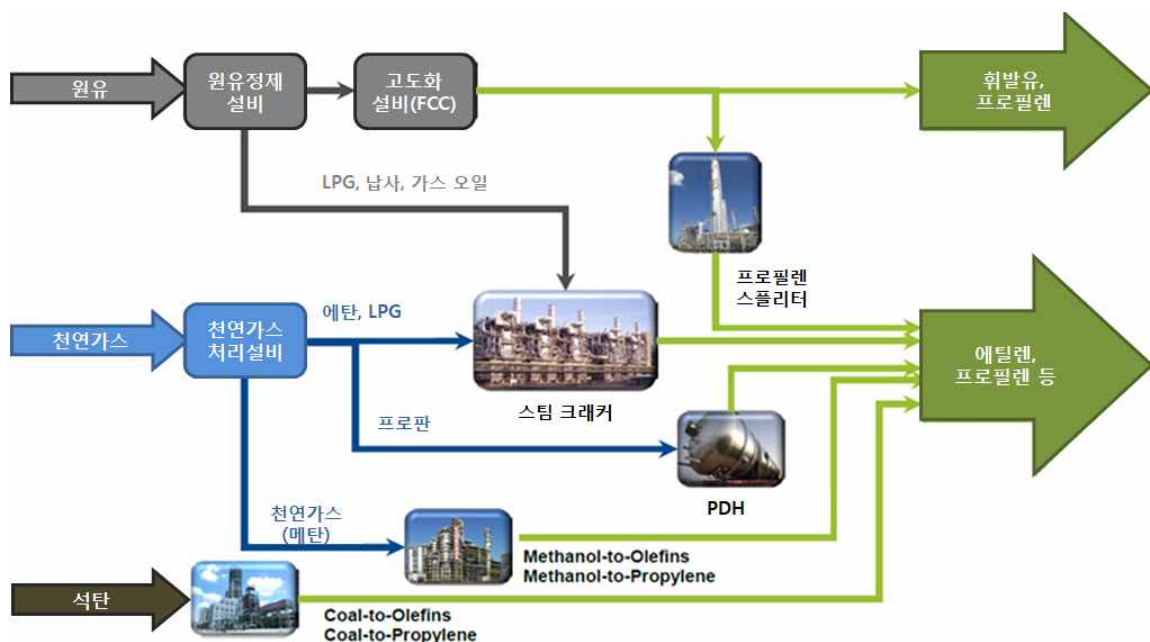 원유
원유정제
설비
고도화
설비(FCC)
휘발유,
프로필렌
LPG, 납사, 가스 오일
프로필렌
스플리터
천연가스
천연가스
처리설비
에탄, LPG
스팀 크래커
에틸렌,
프로필렌 등
프로판
PDH
천연가스
(메탄)
Methanol-to-Olefins
Methanol-to-Propylene
석탄
Coal-to-Olefins
Coal-to-Propylene